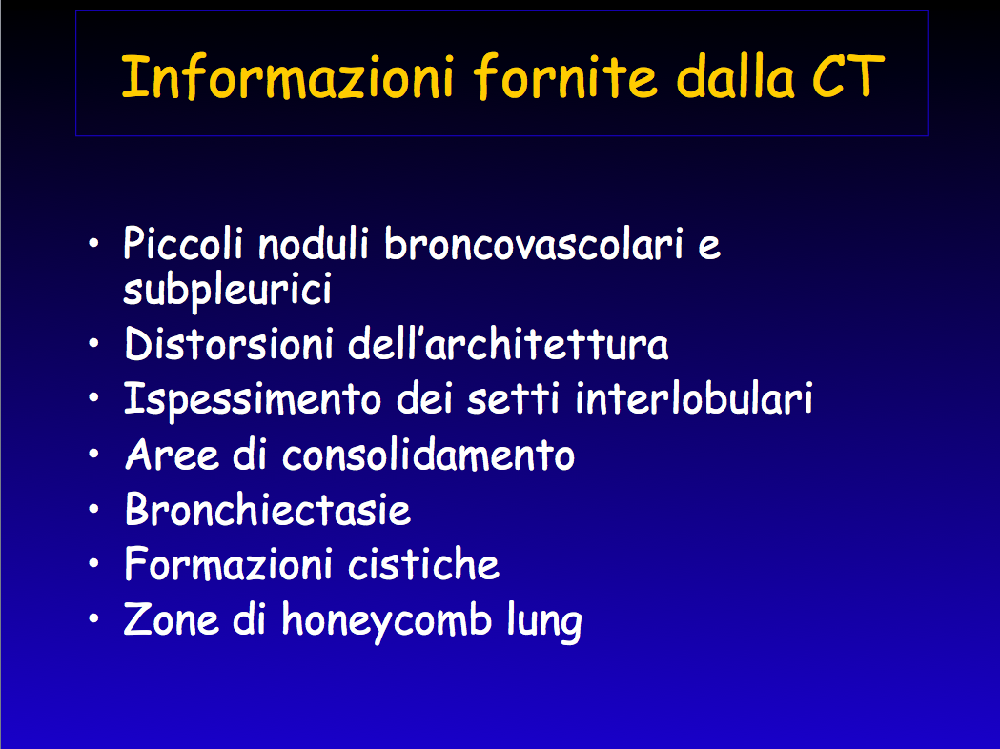 Informazioni fornite dalla CT
• Piccoli noduli broncovascolari e
subpleurici
• Distorsioni dell'architettura
• Ispessimento dei setti interlobulari
• Aree di consolidamento
• Bronchiectasie
• Formazioni cistiche
• Zone di honeycomb lung